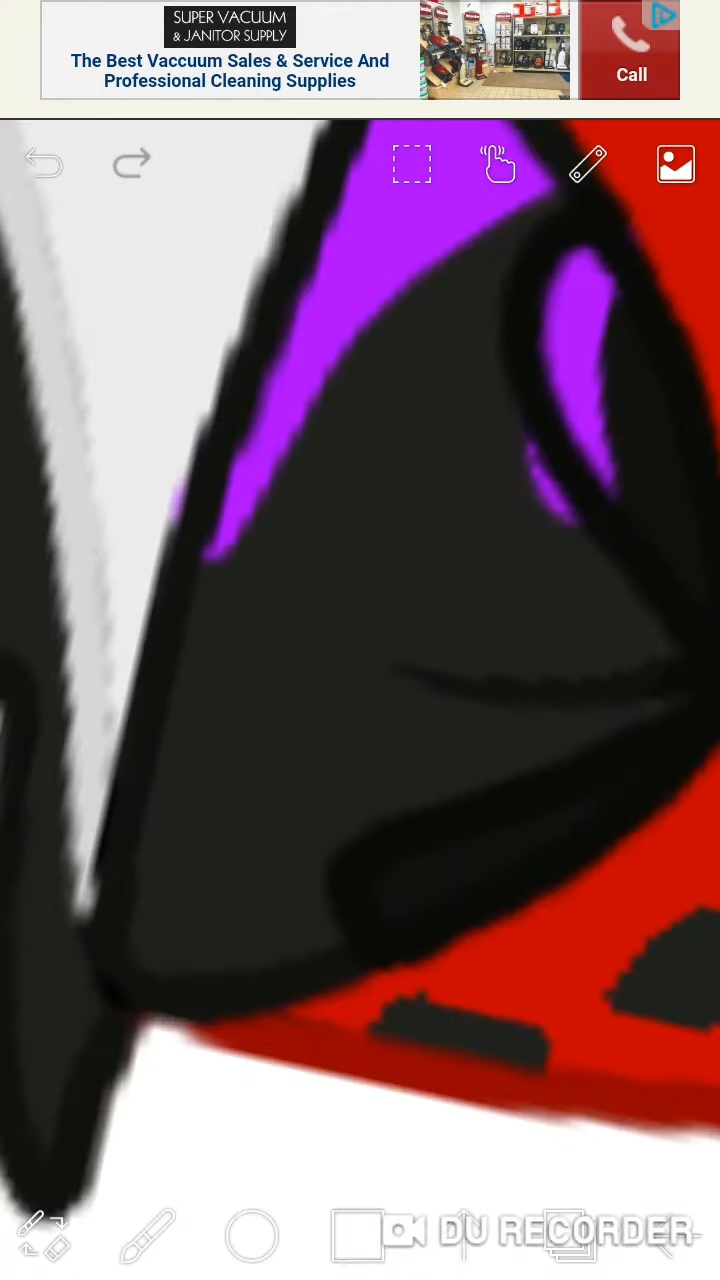 SUPER VACUUM
& JANITOR SUPPLY
The Best Vaccuum Sales & Service And
Professional Cleaning Supplies
Call
DU RECORDER